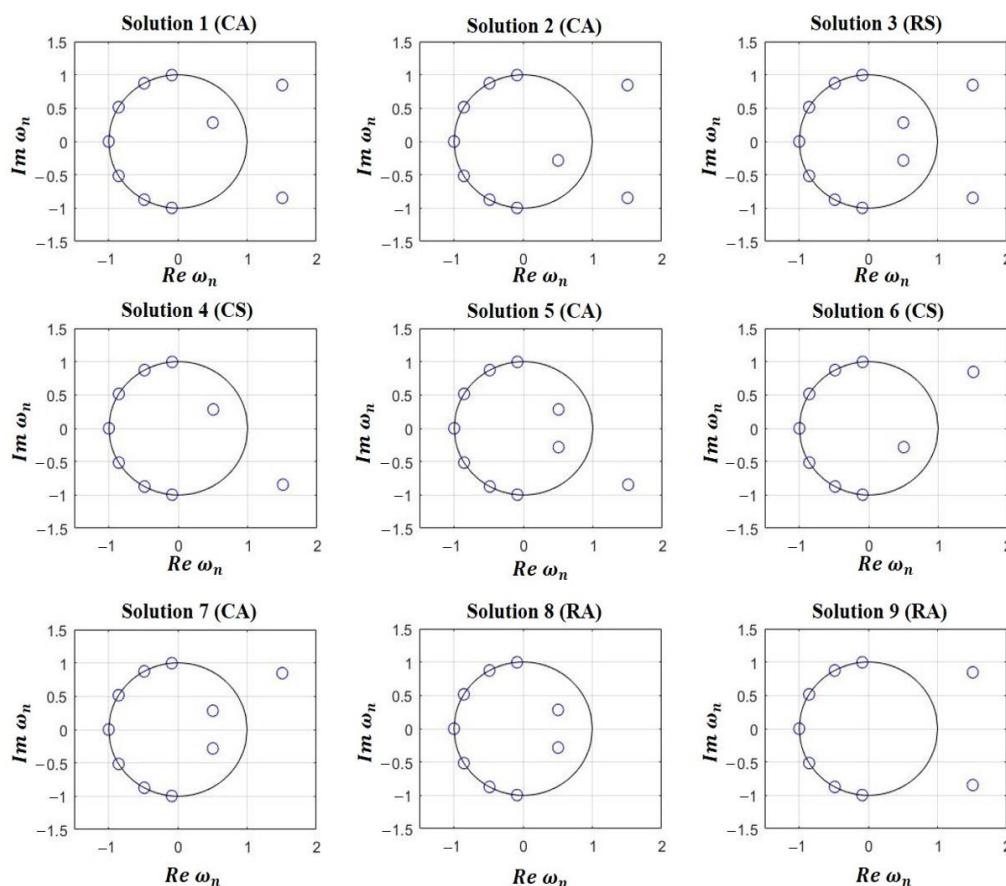 Solution 1 (CA)
Solution 2 (CA)
Solution 3 (RS)
1.5
1
0.5
0
−0.5
−1
−1.5
Im ωn
−1 0 1 2
Re ωn
1.5
1
0.5
0
−0.5
−1
−1.5
Im ωn
−1 0 1 2
Re ωn
1.5
1
0.5
0
−0.5
−1
−1.5
Im ωn
−1 0 1 2
Re ωn
Solution 4 (CS)
Solution 5 (CA)
Solution 6 (CS)
1.5
1
0.5
0
−0.5
−1
−1.5
Im ωn
−1 0 1 2
Re ωn
1.5
1
0.5
0
−0.5
−1
−1.5
Im ωn
−1 0 1 2
Re ωn
1.5
1
0.5
0
−0.5
−1
−1.5
Im ωn
−1 0 1 2
Re ωn
Solution 7 (CA)
Solution 8 (RA)
Solution 9 (RA)
1.5
1
0.5
0
−0.5
−1
−1.5
Im ωn
−1 0 1 2
Re ωn
1.5
1
0.5
0
−0.5
−1
−1.5
Im ωn
−1 0 1 2
Re ωn
1.5
1
0.5
0
−0.5
−1
−1.5
Im ωn
−1 0 1 2
Re ωn